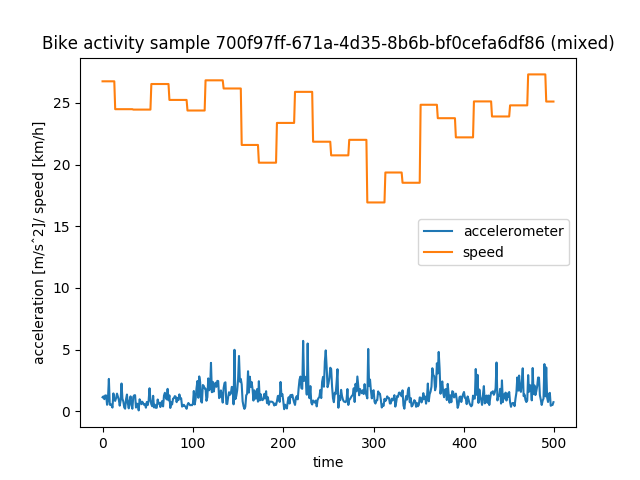 Bike activity sample 700f97ff-671a-4d35-8b6b-bf0cefa6df86 (mixed)
acceleration [m/s^2]/ speed [km/h]
25
20
15
10
5
0
accelerometer
speed
0 100 200 300 400 500
time